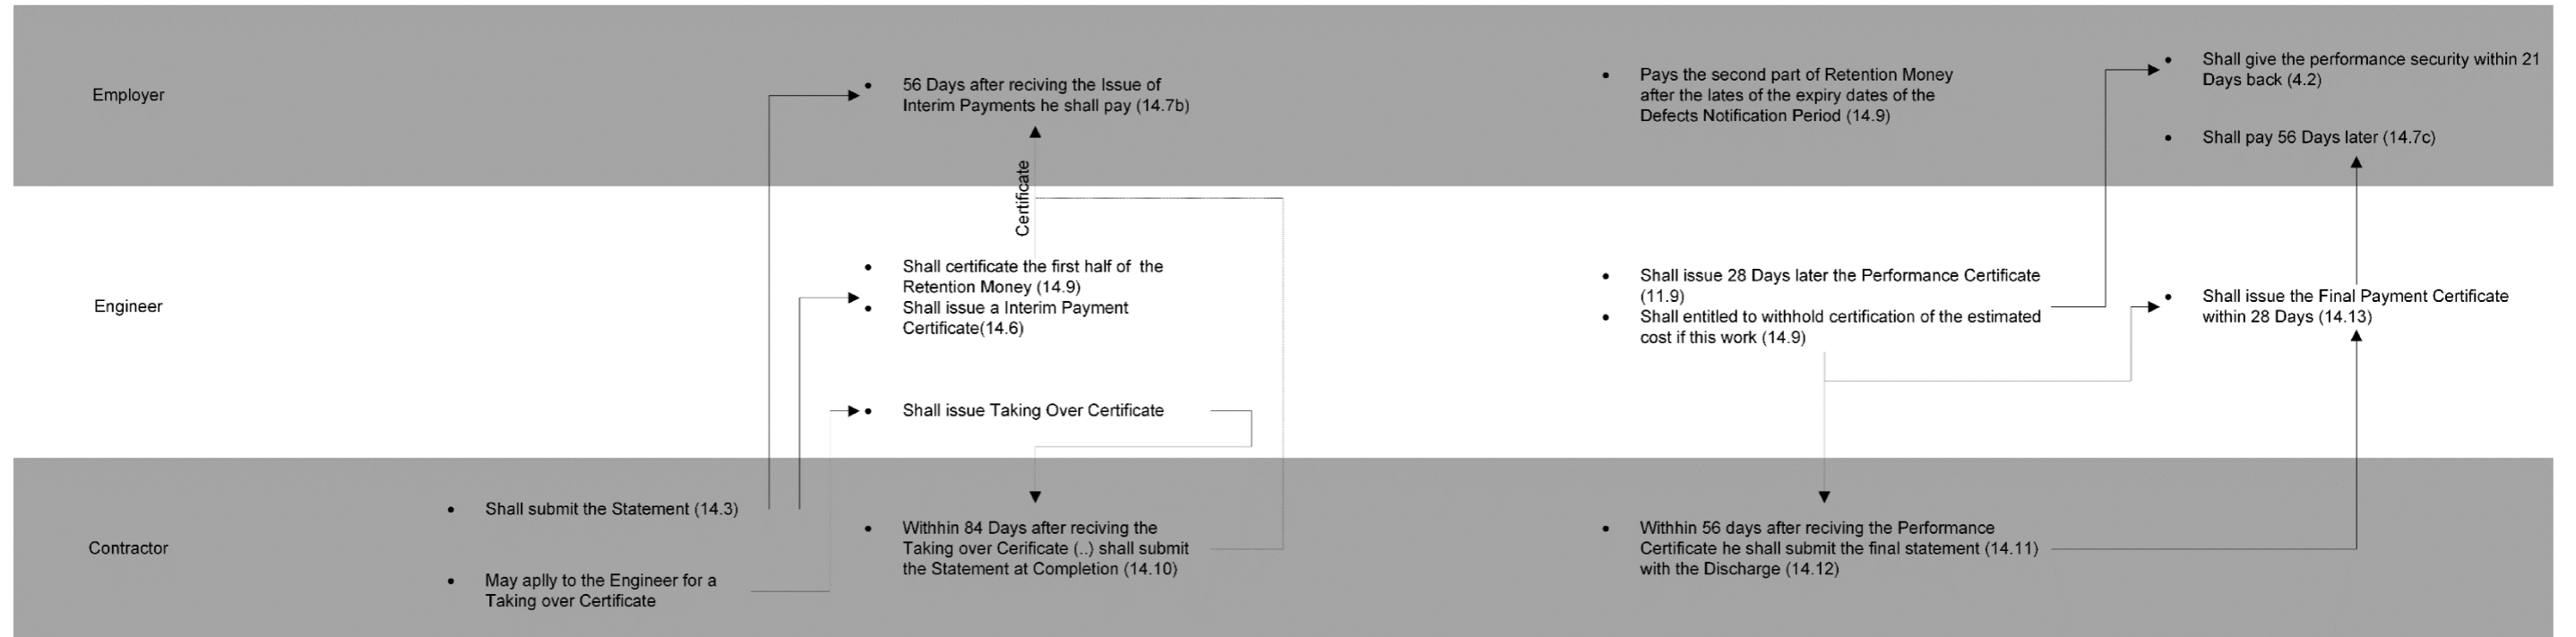 Employer
56 Days after reciving the Issue of
Interim Payments he shall pay (14.7b)
Pays the second part of Retention Money
after the lates of the expiry dates of the
Defects Notification Period (14.9)
Shall give the performance security within 21
Days back (4.2)
Shall pay 56 Days later (14.7c)
Certificate
Engineer
Shall certificate the first half of the
Retention Money (14.9)
Shall issue a Interim Payment
Certificate(14.6)
Shall issue Taking Over Certificate
Shall issue 28 Days later the Performance Certificate
(11.9)
Shall entitled to withhold certification of the estimated
cost if this work (14.9)
Shall issue the Final Payment Certificate
within 28 Days (14.13)
Contractor
Shall submit the Statement (14.3)
May aplly to the Engineer for a
Taking over Certificate
Withhin 84 Days after reciving the
Taking over Cerificate (..) shall submit
the Statement at Completion (14.10)
Withhin 56 days after reciving the Performance
Certificate he shall submit the final statement (14.11)
with the Discharge (14.12)